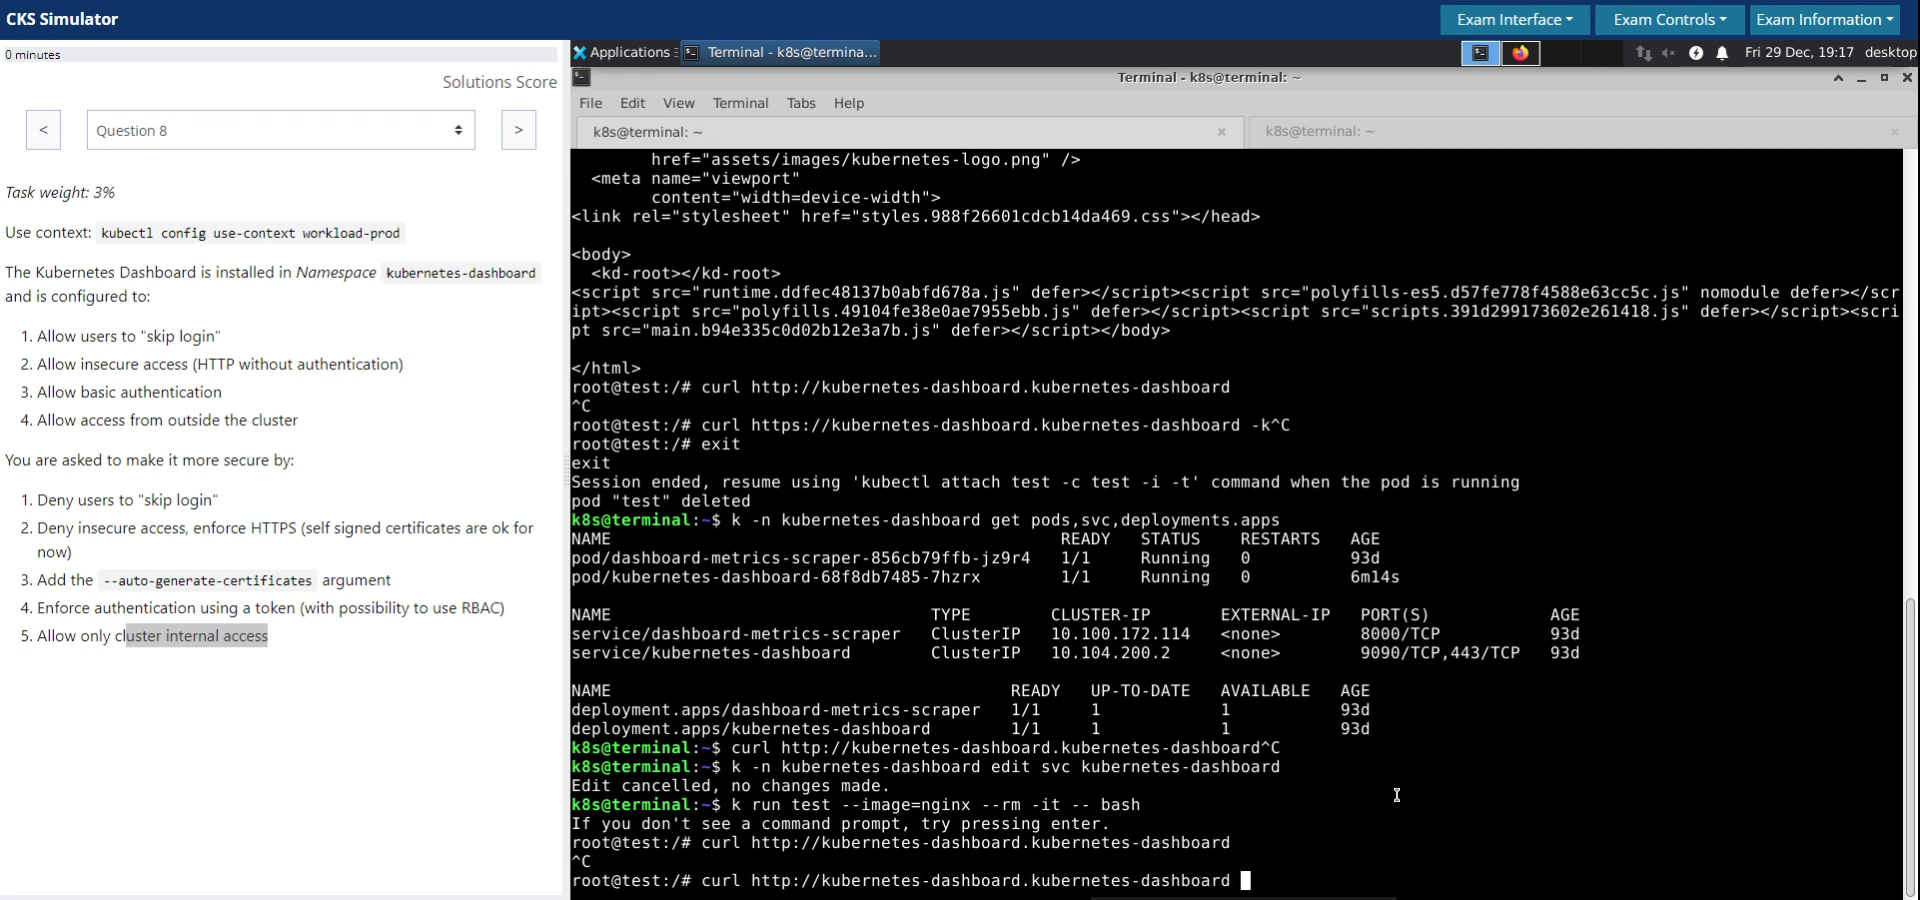 CKS Simulator
Exam Interface
Exam Controls
Exam Information
0 minutes
Solutions Score
<
Question 8
>
Task weight: 3%
Use context: kubectl config use-context workload-prod
The Kubernetes Dashboard is installed in Namespace kubernetes-dashboard
and is configured to:
1. Allow users to "skip login"
2. Allow insecure access (HTTP without authentication)
3. Allow basic authentication
4. Allow access from outside the cluster
You are asked to make it more secure by:
1. Deny users to "skip login"
2. Deny insecure access, enforce HTTPS (self signed certificates are ok for
now)
3. Add the --auto-generate-certificates argument
4. Enforce authentication using a token (with possibility to use RBAC)
5. Allow only cluster internal access
Applications
Terminal - k8s@termina...
Fri 29 Dec, 19:17
desktop
Terminal - k8s@terminal: ~
File Edit View Terminal Tabs Help
k8s@terminal: ~
k8s@terminal: ~
href="assets/images/kubernetes-logo.png" />
<meta name="viewport"
content="width=device-width">
<link rel="stylesheet" href="styles.988f26601cdcb14da469.css"></head>
<body>
<kd-root></kd-root>
<script src="runtime.ddfec48137b0abfd678a.js" defer></script><script src="polyfills-es5.d57fe778f4588e63cc5c.js" nomodule defer></scr
ipt><script src="polyfills.49104fe38e0ae7955ebb.js" defer></script><script src="scripts.391d299173602e261418.js" defer></script><scri
pt src="main.b94e335c0d02b12e3a7b.js" defer></script></body>
</html>
root@test:/# curl http://kubernetes-dashboard.kubernetes-dashboard
^C
root@test:/# curl https://kubernetes-dashboard.kubernetes-dashboard -k^C
root@test:/# exit
exit
Session ended, resume using 'kubectl attach test -c test -i -t' command when the pod is running
pod "test" deleted
k8s@terminal:~$ k -n kubernetes-dashboard get pods,svc,deployments.apps
NAME READY STATUS RESTARTS AGE
pod/dashboard-metrics-scraper-856cb79ffb-jz9r4 1/1 Running 0 93d
pod/kubernetes-dashboard-68f8db7485-7hzrx 1/1 Running 0 6m14s
NAME TYPE CLUSTER-IP EXTERNAL-IP PORT(S) AGE
service/dashboard-metrics-scraper ClusterIP 10.100.172.114 <none> 8000/TCP 93d
service/kubernetes-dashboard ClusterIP 10.104.200.2 <none> 9090/TCP,443/TCP 93d
NAME READY UP-TO-DATE AVAILABLE AGE
deployment.apps/dashboard-metrics-scraper 1/1 1 1 93d
deployment.apps/kubernetes-dashboard 1/1 1 1 93d
k8s@terminal:~$ curl http://kubernetes-dashboard.kubernetes-dashboard^C
k8s@terminal:~$ k -n kubernetes-dashboard edit svc kubernetes-dashboard
Edit cancelled, no changes made.
k8s@terminal:~$ k run test --image=nginx --rm -it -- bash
If you don't see a command prompt, try pressing enter.
root@test:/# curl http://kubernetes-dashboard.kubernetes-dashboard
^C
root@test:/# curl http://kubernetes-dashboard.kubernetes-dashboard